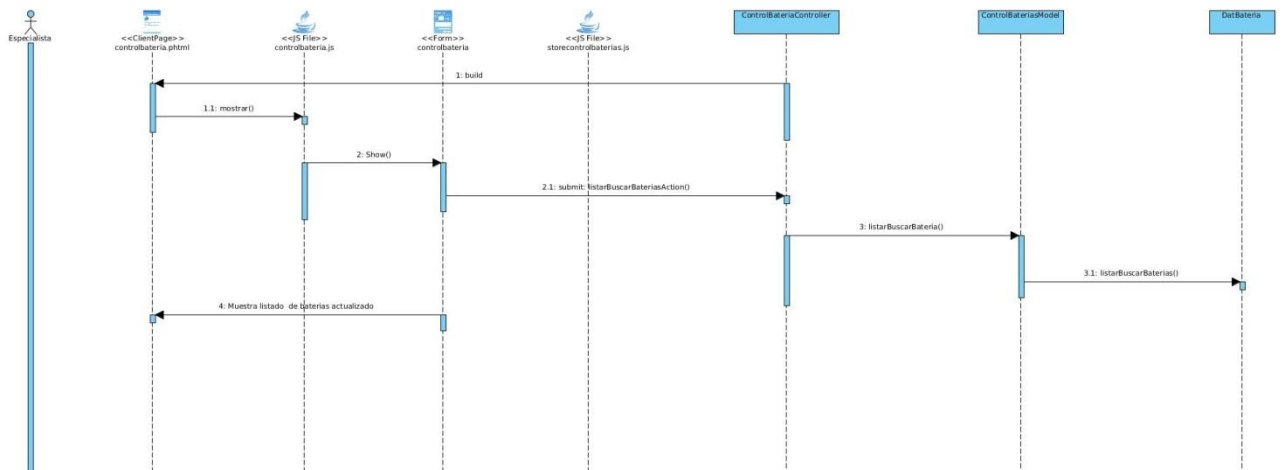 Especialista
<<ClientPage>>
controlbateria.phtml
<<JS File>>
controlbateria.js
<<Form>>
controlbateria
<<JS File>>
storecontrolbaterias.js
ControlBateriaController
ControlBateriasModel
DatBateria
1: build
1.1: mostrar()
2: Show()
2.1: submit: listarBuscarBateriasAction()
3: listarBuscarBateria()
3.1: listarBuscarBaterias()
4: Muestra listado de baterias actualizado